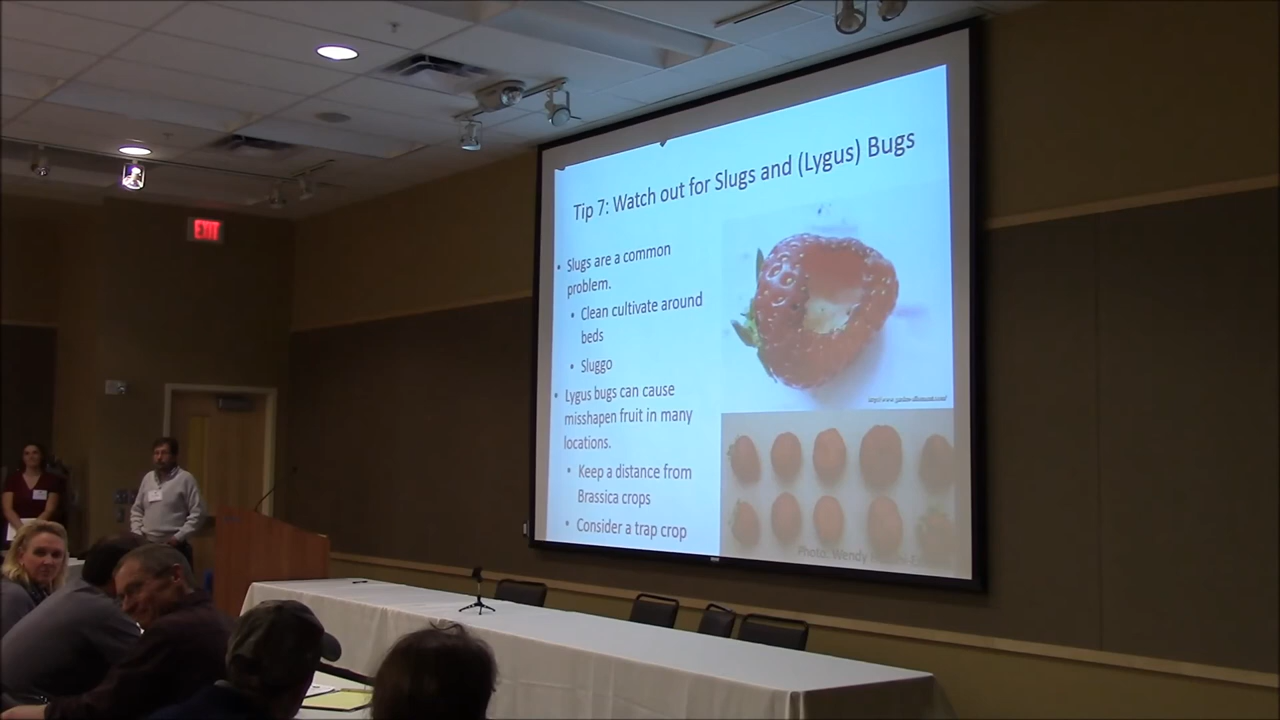 EXIT
Tip 7: Watch out for Slugs and (Lygus) Bugs
• Slugs are a common
problem.
• Clean cultivate around
beds
• Sluggo
• Lygus bugs can cause
misshapen fruit in many
locations.
• Keep a distance from
Brassica crops
• Consider a trap crop
Photo: Wendy